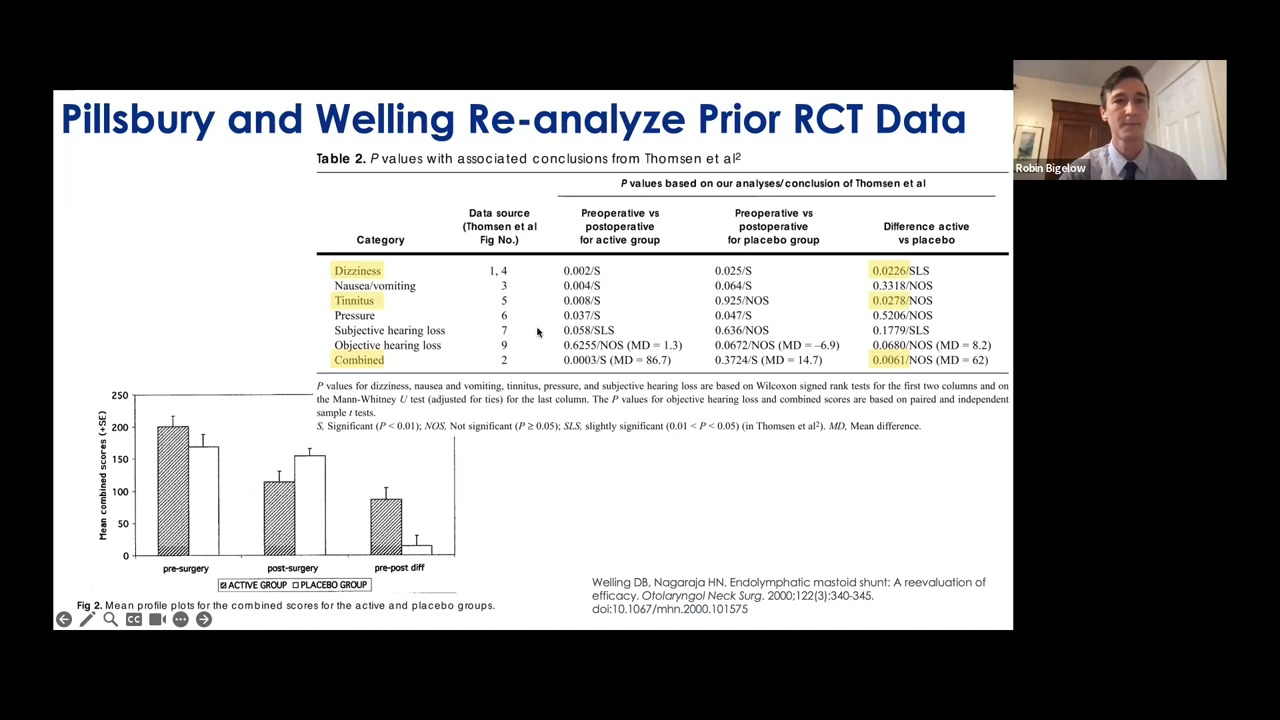 Pillsbury and Welling Re-analyze Prior RCT Data
Robin Bigelow
Table 2. P values with associated conclusions from Thomsen et al2
P values based on our analyses/conclusion of Thomsen et al
Category
Data source
(Thomsen et al
Fig No.)
Preoperative vs
postoperative
for active group
Preoperative vs
postoperative
for placebo group
Difference active
vs placebo
Dizziness 1, 4 0.002/S 0.025/S 0.0226/SLS
Nausea/vomiting 3 0.004/S 0.064/S 0.3318/NOS
Tinnitus 5 0.008/S 0.925/NOS 0.0278/NOS
Pressure 6 0.037/S 0.047/S 0.5206/NOS
Subjective hearing loss 7 0.058/SLS 0.636/NOS 0.1779/SLS
Objective hearing loss 9 0.6255/NOS (MD = 1.3) 0.0672/NOS (MD = –6.9) 0.0680/NOS (MD = 8.2)
Combined 2 0.0003/S (MD = 86.7) 0.3724/S (MD = 14.7) 0.0061/NOS (MD = 62)
P values for dizziness, nausea and vomiting, tinnitus, pressure, and subjective hearing loss are based on Wilcoxon signed rank tests for the first two columns and on
the Mann-Whitney U test (adjusted for ties) for the last column. The P values for objective hearing loss and combined scores are based on paired and independent
sample t tests.
S, Significant (P < 0.01); NOS, Not significant (P ≥ 0.05); SLS, slightly significant (0.01 < P < 0.05) (in Thomsen et al2). MD, Mean difference.
Mean combined scores (+SE)
250
200
150
100
50
0
pre-surgery post-surgery pre-post diff
ACTIVE GROUP PLACEBO GROUP
Fig 2. Mean profile plots for the combined scores for the active and placebo groups.
Welling DB, Nagaraja HN. Endolymphatic mastoid shunt: A reevaluation of
efficacy. Otolaryngol Neck Surg. 2000;122(3):340-345.
doi:10.1067/mhn.2000.101575
CC